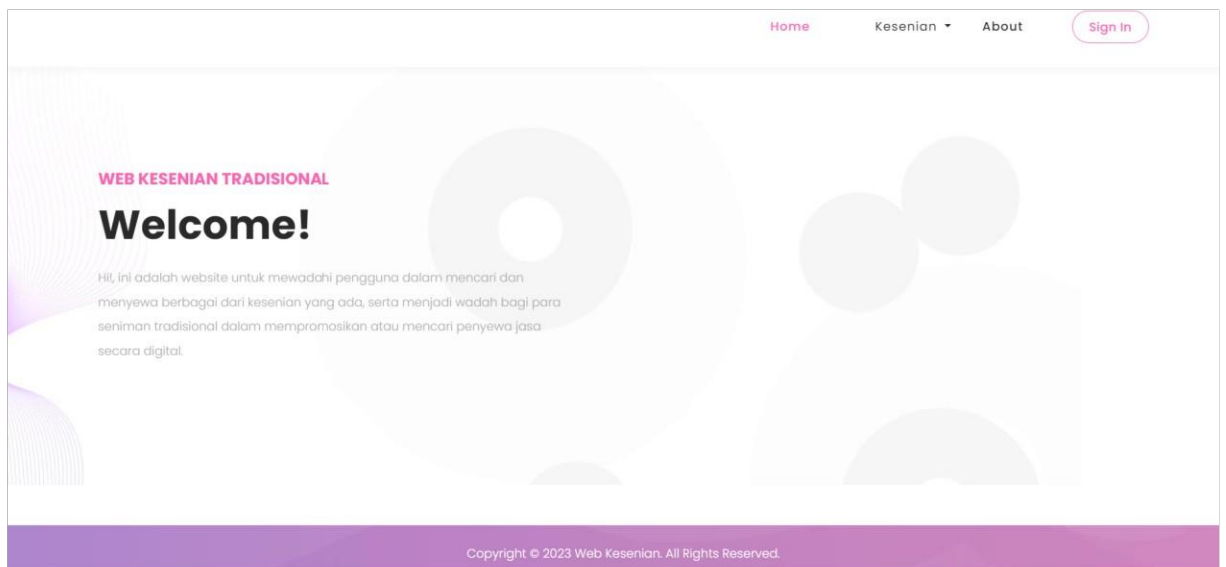 Home Kesenian About Sign In
WEB KESENIAN TRADISIONAL
Welcome!
Hi!, ini adalah website untuk mewadahi pengguna dalam mencari dan
menyewa berbagai dari kesenian yang ada, serta menjadi wadah bagi para
seniman tradisional dalam mempromosikan atau mencari penyewa jasa
secara digital.
Copyright © 2023 Web Kesenian. All Rights Reserved.